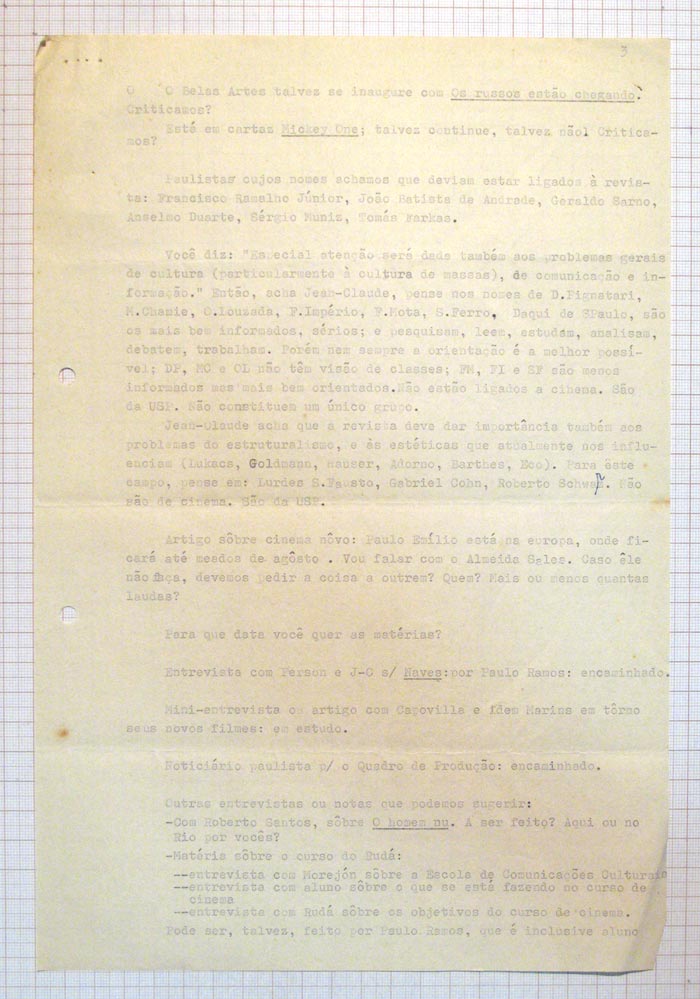 3
O   O Belas Artes talvez se inaugure com Os russos estão chegando.
Criticamos?
Está em cartaz Mickey One; talvez continue, talvez não! Critica-
mos?
Paulistas cujos nomes achamos que deviam estar ligados à revis-
ta: Francisco Ramalho Júnior, João Batista de Andrade, Geraldo Sarno,
Anselmo Duarte, Sérgio Muniz, Tomás Farkas.
Você diz: "Especial atenção será dada também aos problemas gerais
de cultura (particularmente à cultura de massas), de comunicação e in-
formação." Então, acha Jean-Claude, pense nos nomes de D.Pignatari,
M.Chamie, O.Louzada, F.Império, F.Mota, S.Ferro, Daqui de SPaulo, são
os mais bem informados, sérios; e pesquisam, leem, estudam, analisam,
debatem, trabalham. Porém nem sempre a orientação é a melhor possí-
vel; DP, MC e OL não têm visão de classes; FM, FI e SF são menos
informados mas mais bem orientados.Não estão ligados a cinema. São
da USP. Não constituem um único grupo.
Jean-Claude acha que a revista deve dar importância também aos
problemas do estruturalismo, e às estéticas que atualmente nos influ-
enciam (Lukacs, Goldmann, Hauser, Adorno, Barthes, Eco). Para êste
campo, pense em: Lurdes S.Fausto, Gabriel Cohn, Roberto Schwarz. Não
são de cinema. São da USP.
Artigo sôbre cinema nôvo: Paulo Emílio está na europa, onde fi-
cará até meados de agôsto . Vou falar com o Almeida Sales. Caso êle
não faça, devemos pedir a coisa a outrem? Quem? Mais ou menos quantas
laudas?
Para que data você quer as matérias?
Entrevista com Person e J-C s/ Naves:por Paulo Ramos: encaminhado.
Mini-entrevista ou artigo com Capovilla e idem Marins em tôrno
seus novos filmes: em estudo.
Noticiário paulista p/ o Quadro de Produção: encaminhado.
Outras entrevistas ou notas que podemos sugerir:
-Com Roberto Santos, sôbre O homem nu. A ser feito? Aqui ou no
Rio por vocês?
-Matéria sôbre o curso do Rudá:
--entrevista com Morejón sôbre a Escola de Comunicações Culturais
--entrevista com aluno sôbre o que se está fazendo no curso de
cinema
--entrevista com Rudá sôbre os objetivos do curso de cinema.
Pode ser, talvez, feito por Paulo Ramos, que é inclusive aluno